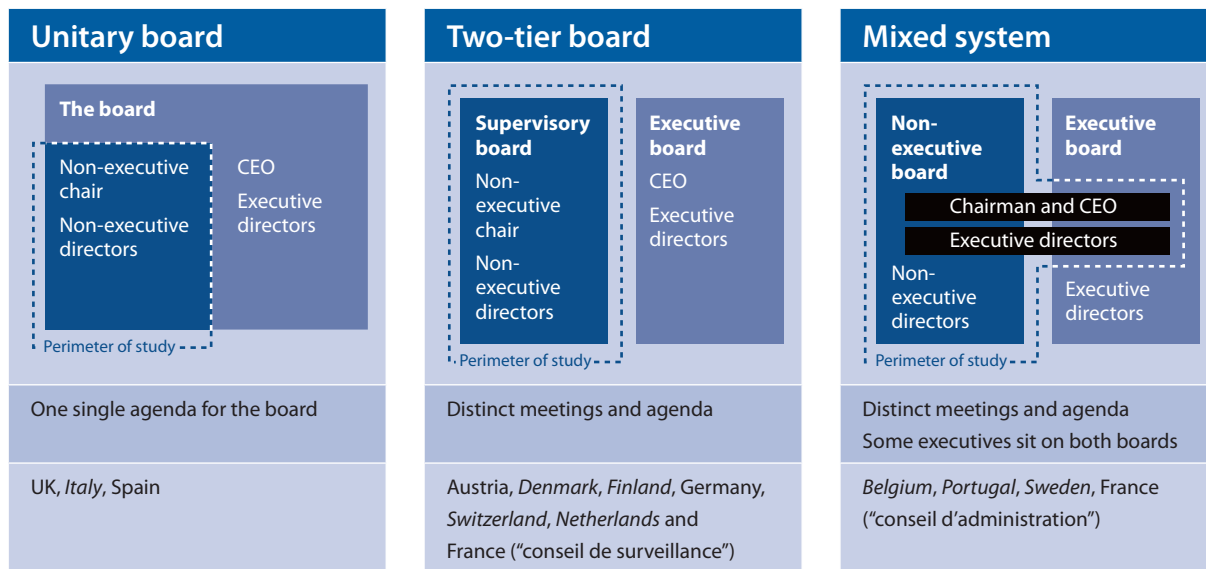 Unitary board
The board
Non-executive
chair
Non-executive
directors
CEO
Executive
directors
Perimeter of study
One single agenda for the board
UK, Italy, Spain
Two-tier board
Supervisory
board
Non-
executive
chair
Non-
executive
directors
Executive
board
CEO
Executive
directors
Perimeter of study
Distinct meetings and agenda
Austria, Denmark, Finland, Germany,
Switzerland, Netherlands and
France (“conseil de surveillance”)
Mixed system
Non-
executive
board
Executive
board
Chairman and CEO
Executive directors
Non-
executive
directors
Executive
directors
Perimeter of study
Distinct meetings and agenda
Some executives sit on both boards
Belgium, Portugal, Sweden, France
(“conseil d’administration”)